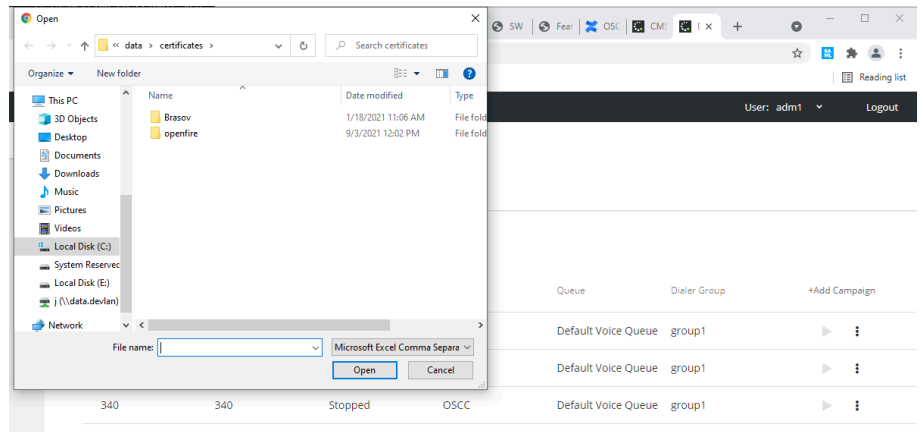 Open
SW
Feat
OSC
CM
data > certificates >
Search certificates
Organize
New folder
Reading list
This PC
Name
Date modified
Type
3D Objects
Brasov
1/18/2021 11:06 AM
File fold
User: adm1
Logout
Desktop
openfire
9/3/2021 12:02 PM
File fold
Documents
Downloads
Music
Pictures
Videos
Local Disk (C:)
System Reserved
Local Disk (E:)
Queue
Dialer Group
+Add Campaign
j (\\data.devlan)
Network
Default Voice Queue
group1
File name:
Microsoft Excel Comma Separa
Open
Cancel
Default Voice Queue
group1
340
340
Stopped
OSCC
Default Voice Queue
group1